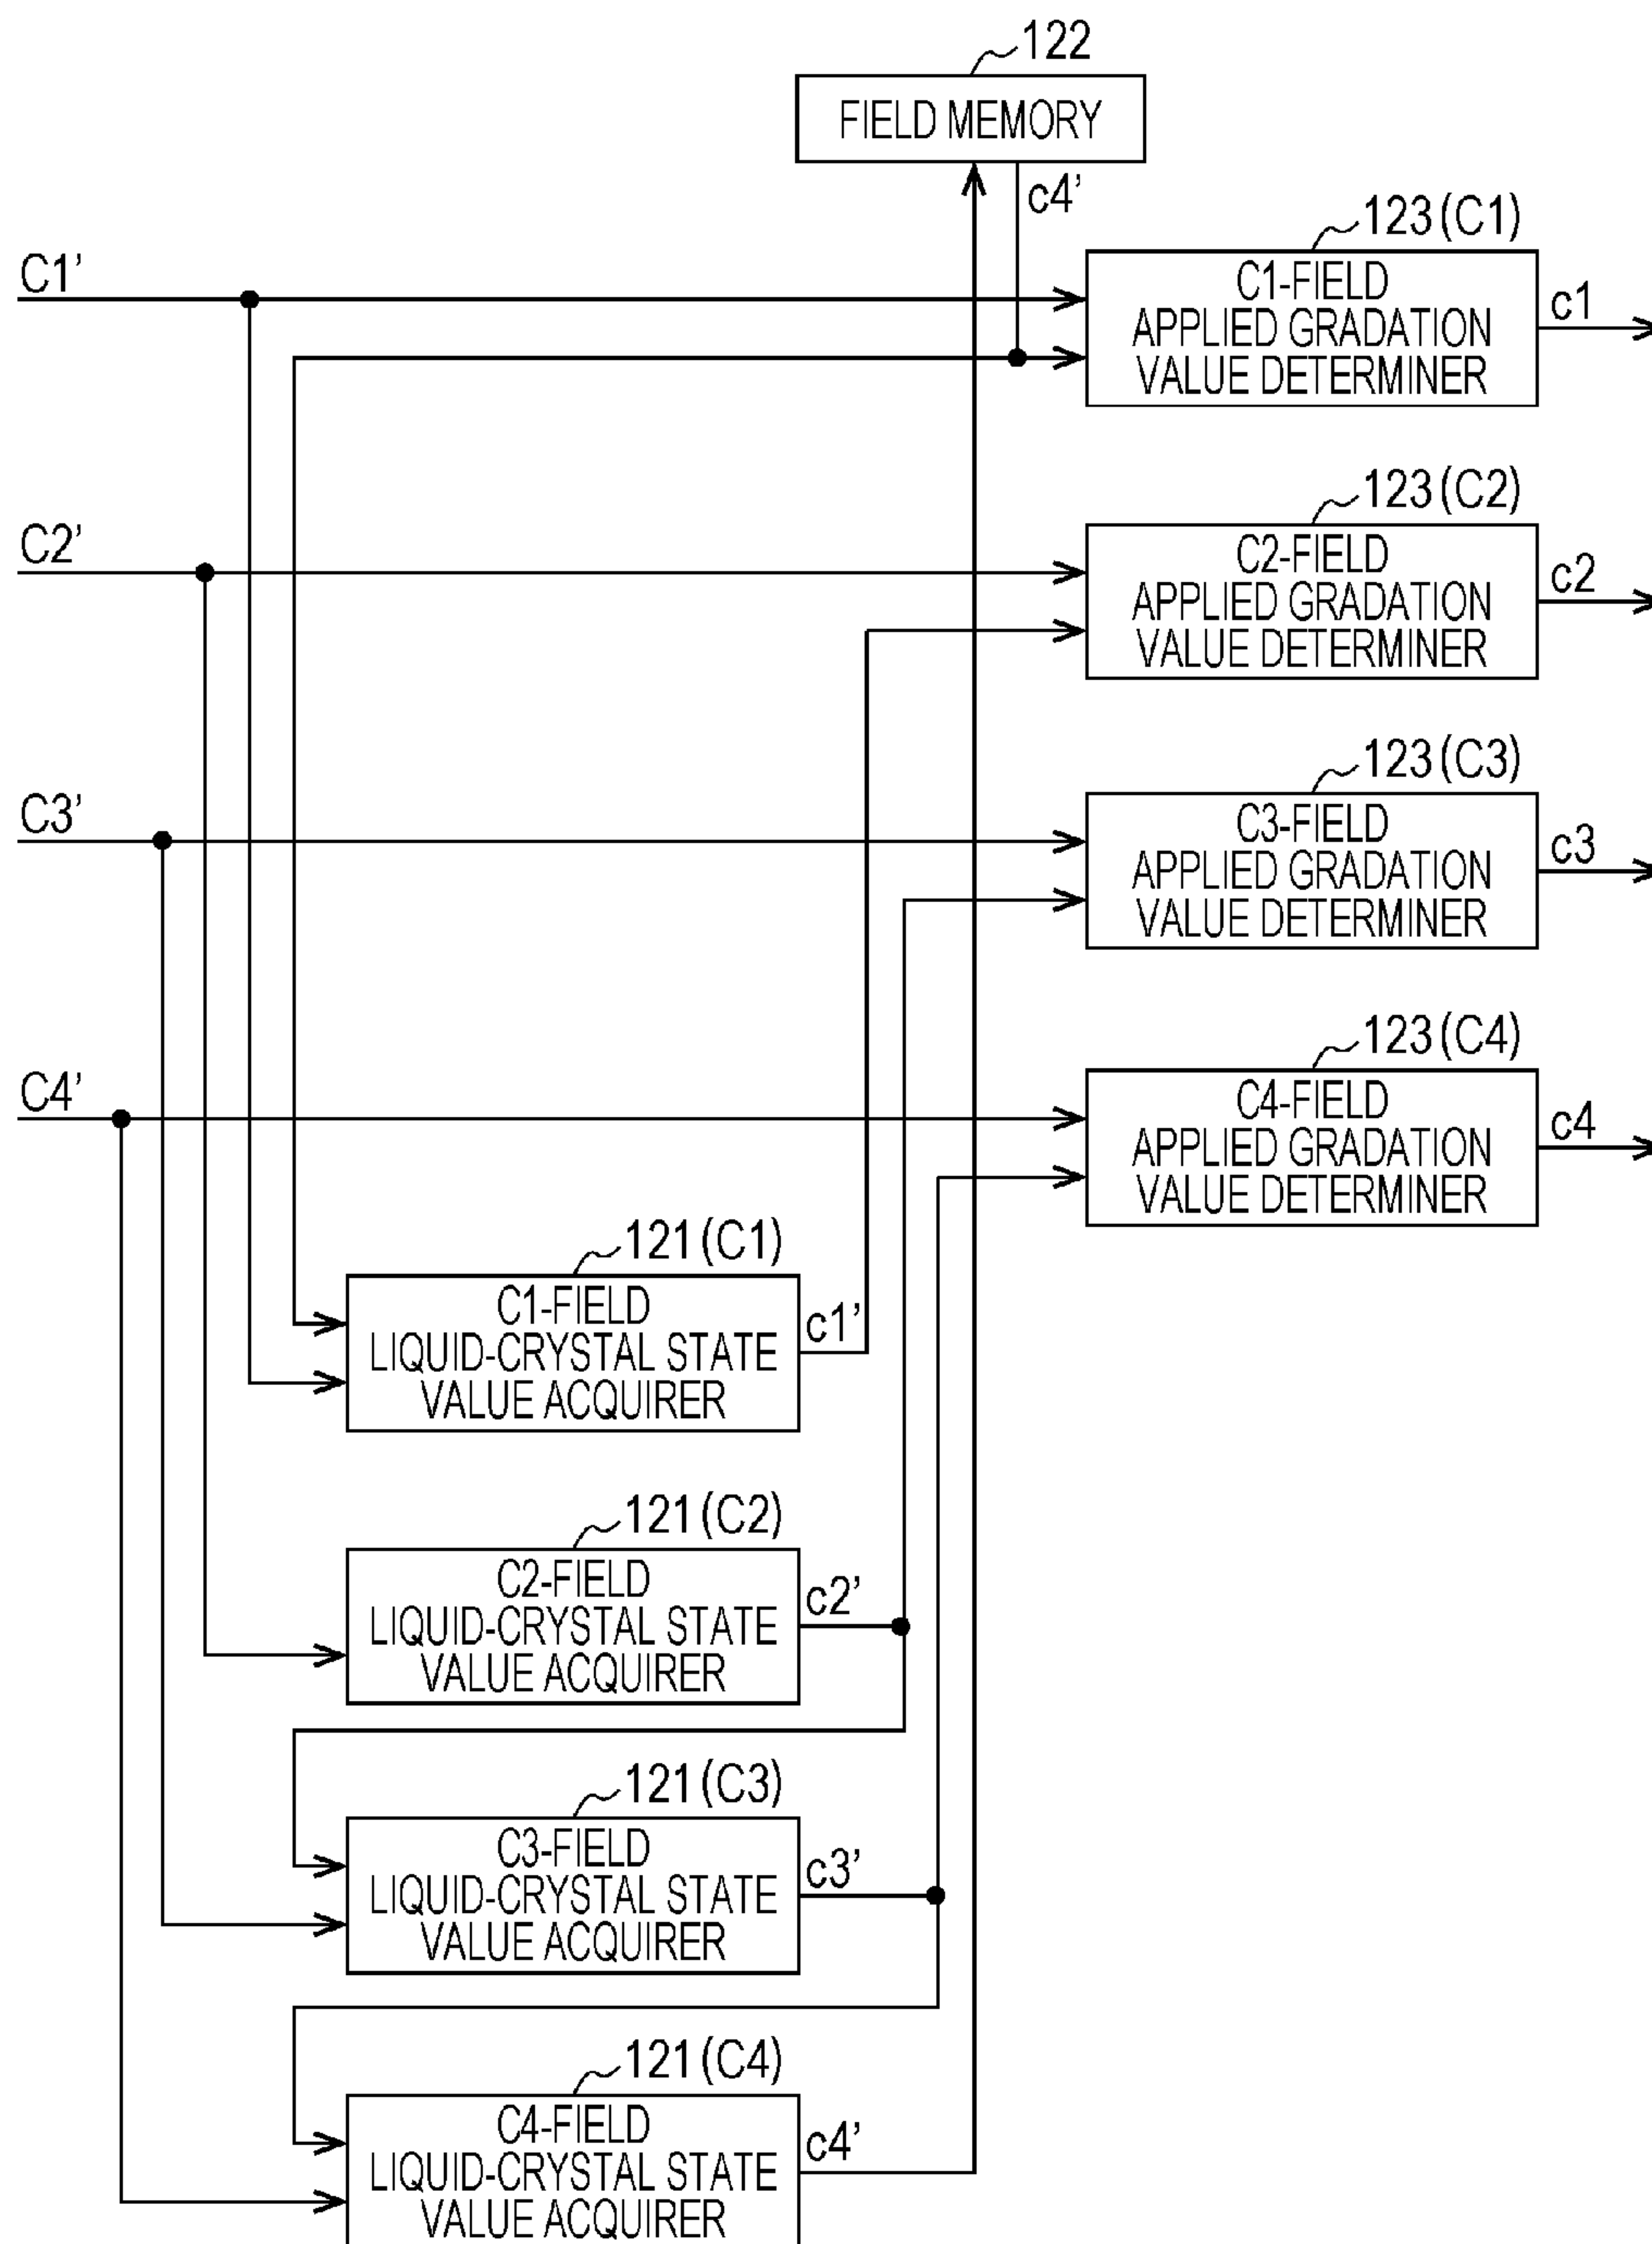 122
FIELD MEMORY
c4’
123(C1)
C1’
C1-FIELD
APPLIED GRADATION
VALUE DETERMINER
c1
123(C2)
C2’
C2-FIELD
APPLIED GRADATION
VALUE DETERMINER
c2
123(C3)
C3’
C3-FIELD
APPLIED GRADATION
VALUE DETERMINER
c3
123(C4)
C4’
C4-FIELD
APPLIED GRADATION
VALUE DETERMINER
c4
121(C1)
C1-FIELD
LIQUID-CRYSTAL STATE
VALUE ACQUIRER
c1’
121(C2)
C2-FIELD
LIQUID-CRYSTAL STATE
VALUE ACQUIRER
c2’
121(C3)
C3-FIELD
LIQUID-CRYSTAL STATE
VALUE ACQUIRER
c3’
121(C4)
C4-FIELD
LIQUID-CRYSTAL STATE
VALUE ACQUIRER
c4’